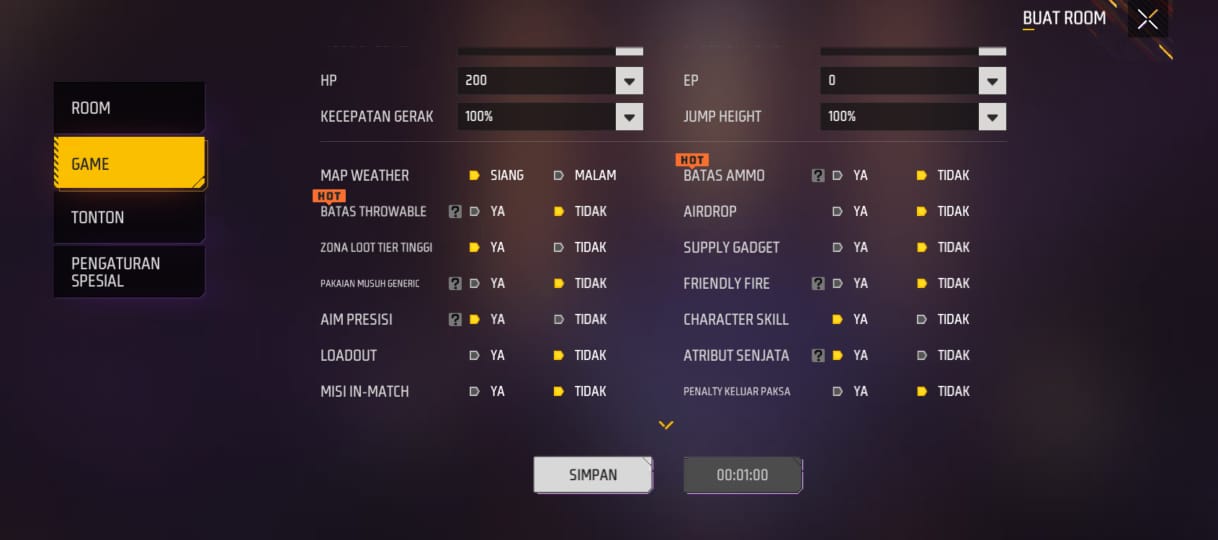 BUAT ROOM
HP 200 EP 0
KECEPATAN GERAK 100% JUMP HEIGHT 100%
ROOM
GAME
TONTON
PENGATURAN
SPESIAL
HOT
MAP WEATHER SIANG MALAM BATAS AMMO ? YA TIDAK
HOT
BATAS THROWABLE ? YA TIDAK AIRDROP YA TIDAK
ZONA LOOT TIER TINGGI YA TIDAK SUPPLY GADGET YA TIDAK
PAKAIAN MUSUH GENERIC ? YA TIDAK FRIENDLY FIRE ? YA TIDAK
AIM PRESISI ? YA TIDAK CHARACTER SKILL YA TIDAK
LOADOUT YA TIDAK ATRIBUT SENJATA ? YA TIDAK
MISI IN-MATCH YA TIDAK PENALTY KELUAR PAKSA YA TIDAK
SIMPAN 00:01:00